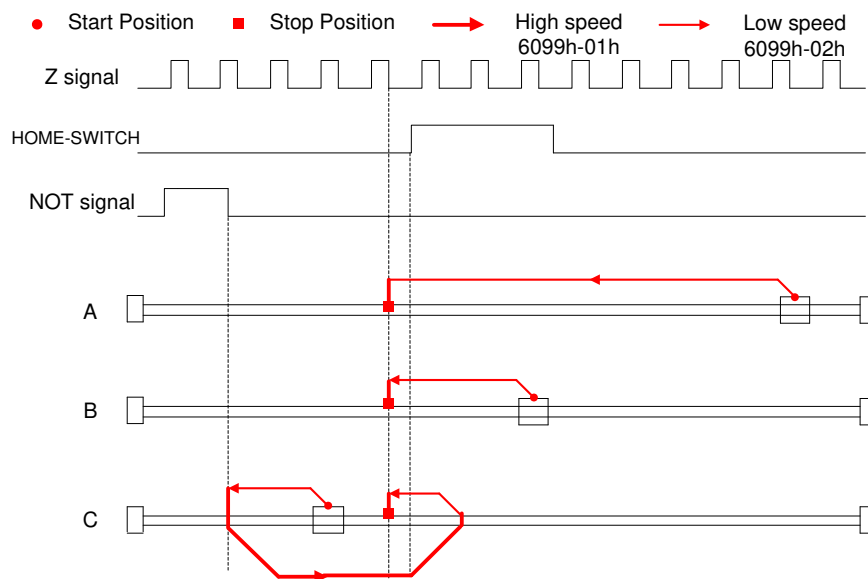 Start Position
Stop Position
High speed
6099h-01h
Low speed
6099h-02h
Z signal
HOME-SWITCH
NOT signal
A
B
C